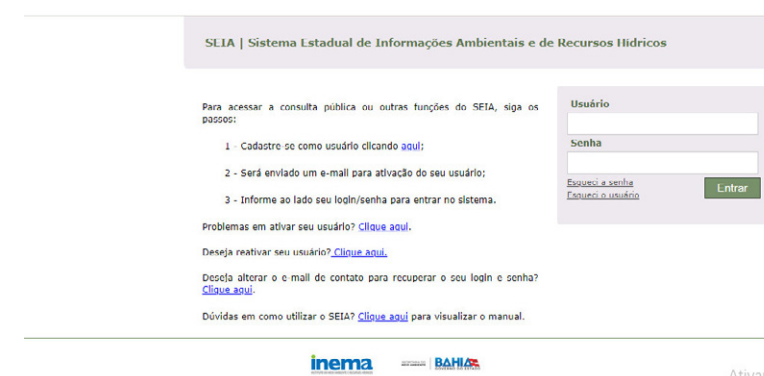 SEIA | Sistema Estadual de Informações Ambientais e de Recursos Hídricos
Para acessar a consulta pública ou outras funções do SEIA, siga os
passos:
1 - Cadastre-se como usuário clicando aqui;
2 - Será enviado um e-mail para ativação do seu usuário;
3 - Informe ao lado seu login/senha para entrar no sistema.
Problemas em ativar seu usuário? Clique aqui.
Deseja reativar seu usuário? Clique aqui.
Deseja alterar o e-mail de contato para recuperar o seu login e senha?
Clique aqui.
Dúvidas em como utilizar o SEIA? Clique aqui para visualizar o manual.
Usuário
Senha
Esqueci a senha
Esqueci o usuário
Entrar
inema
BAHIA
GOVERNO DO ESTADO
Ativar